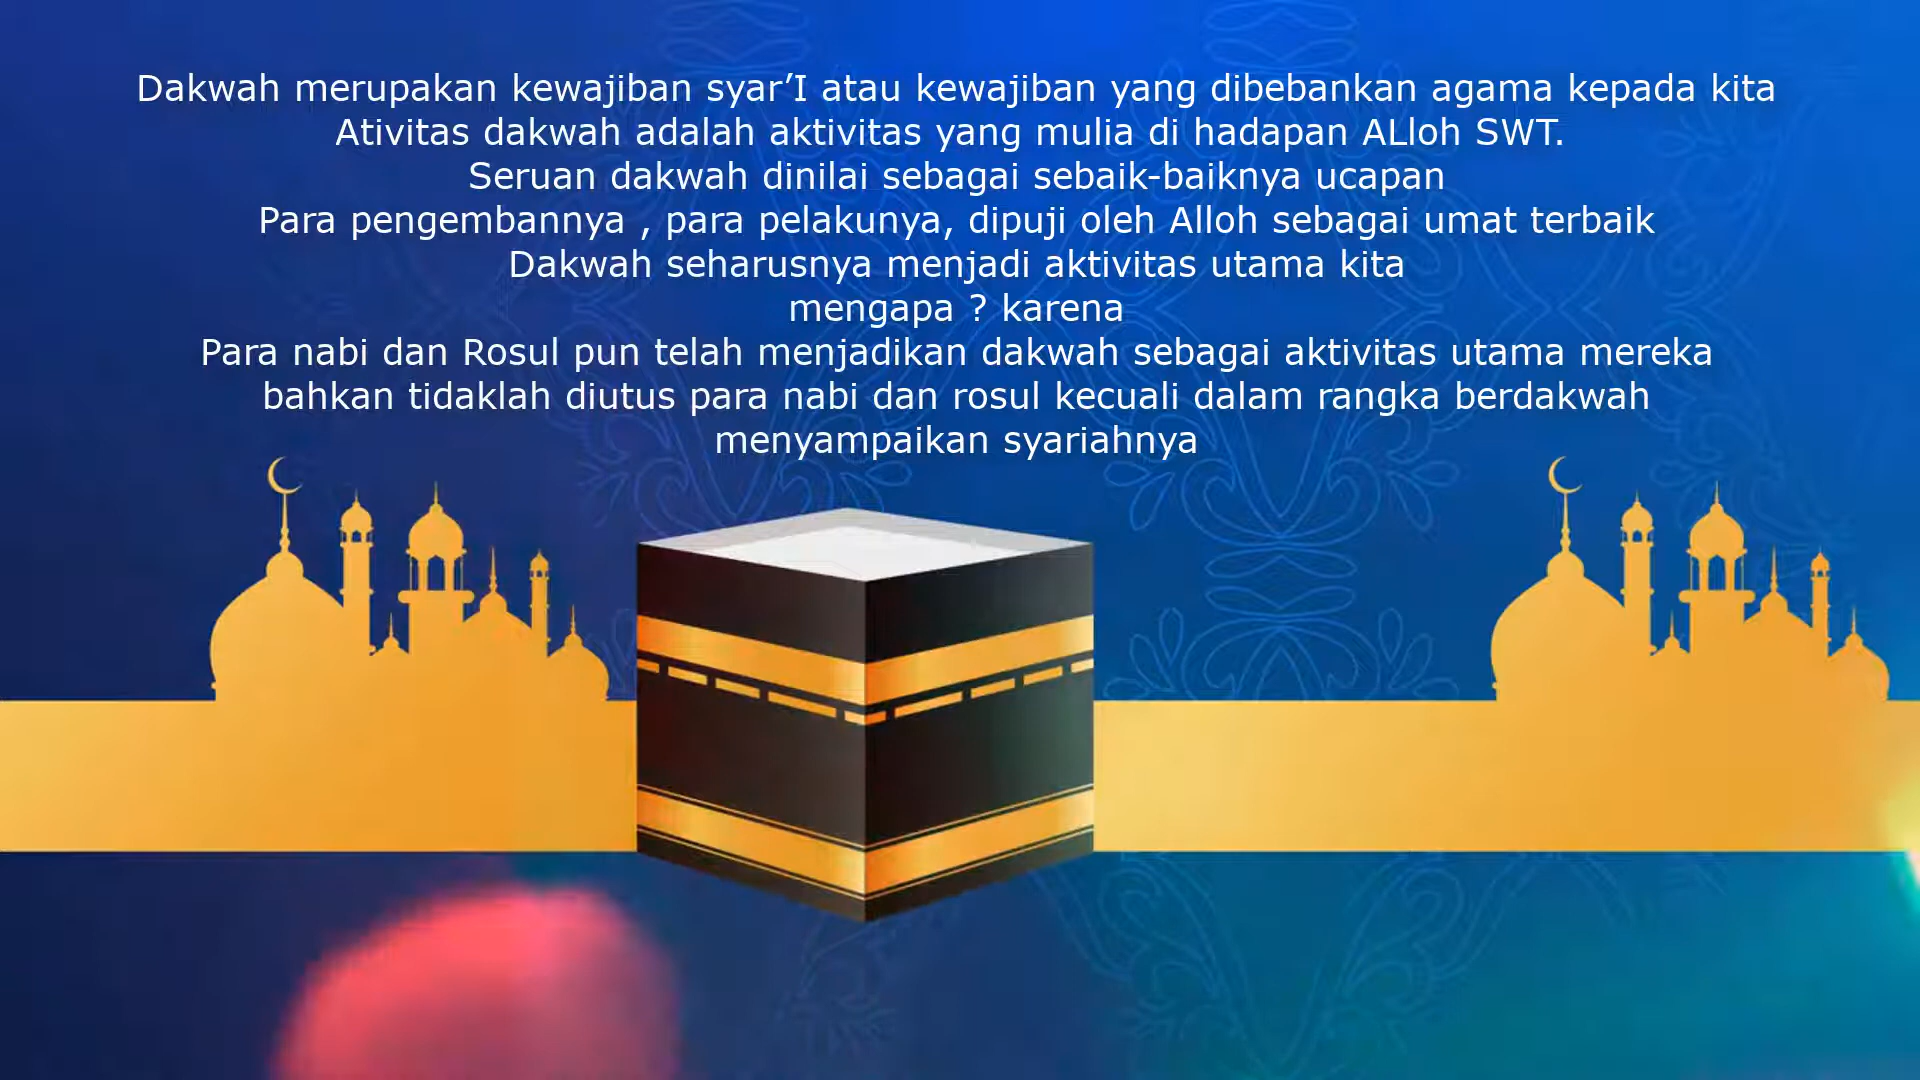 Dakwah merupakan kewajiban syar’I atau kewajiban yang dibebankan agama kepada kita
Ativitas dakwah adalah aktivitas yang mulia di hadapan ALloh SWT.
Seruan dakwah dinilai sebagai sebaik-baiknya ucapan
Para pengembannya , para pelakunya, dipuji oleh Alloh sebagai umat terbaik
Dakwah seharusnya menjadi aktivitas utama kita
mengapa ? karena
Para nabi dan Rosul pun telah menjadikan dakwah sebagai aktivitas utama mereka
bahkan tidaklah diutus para nabi dan rosul kecuali dalam rangka berdakwah
menyampaikan syariahnya